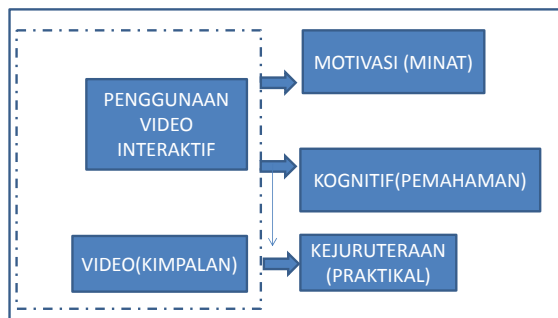 PENGGUNAAN
VIDEO
INTERAKTIF
MOTIVASI (MINAT)
KOGNITIF(PEMAHAMAN)
VIDEO(KIMPALAN)
KEJURUTERAAN
(PRAKTIKAL)